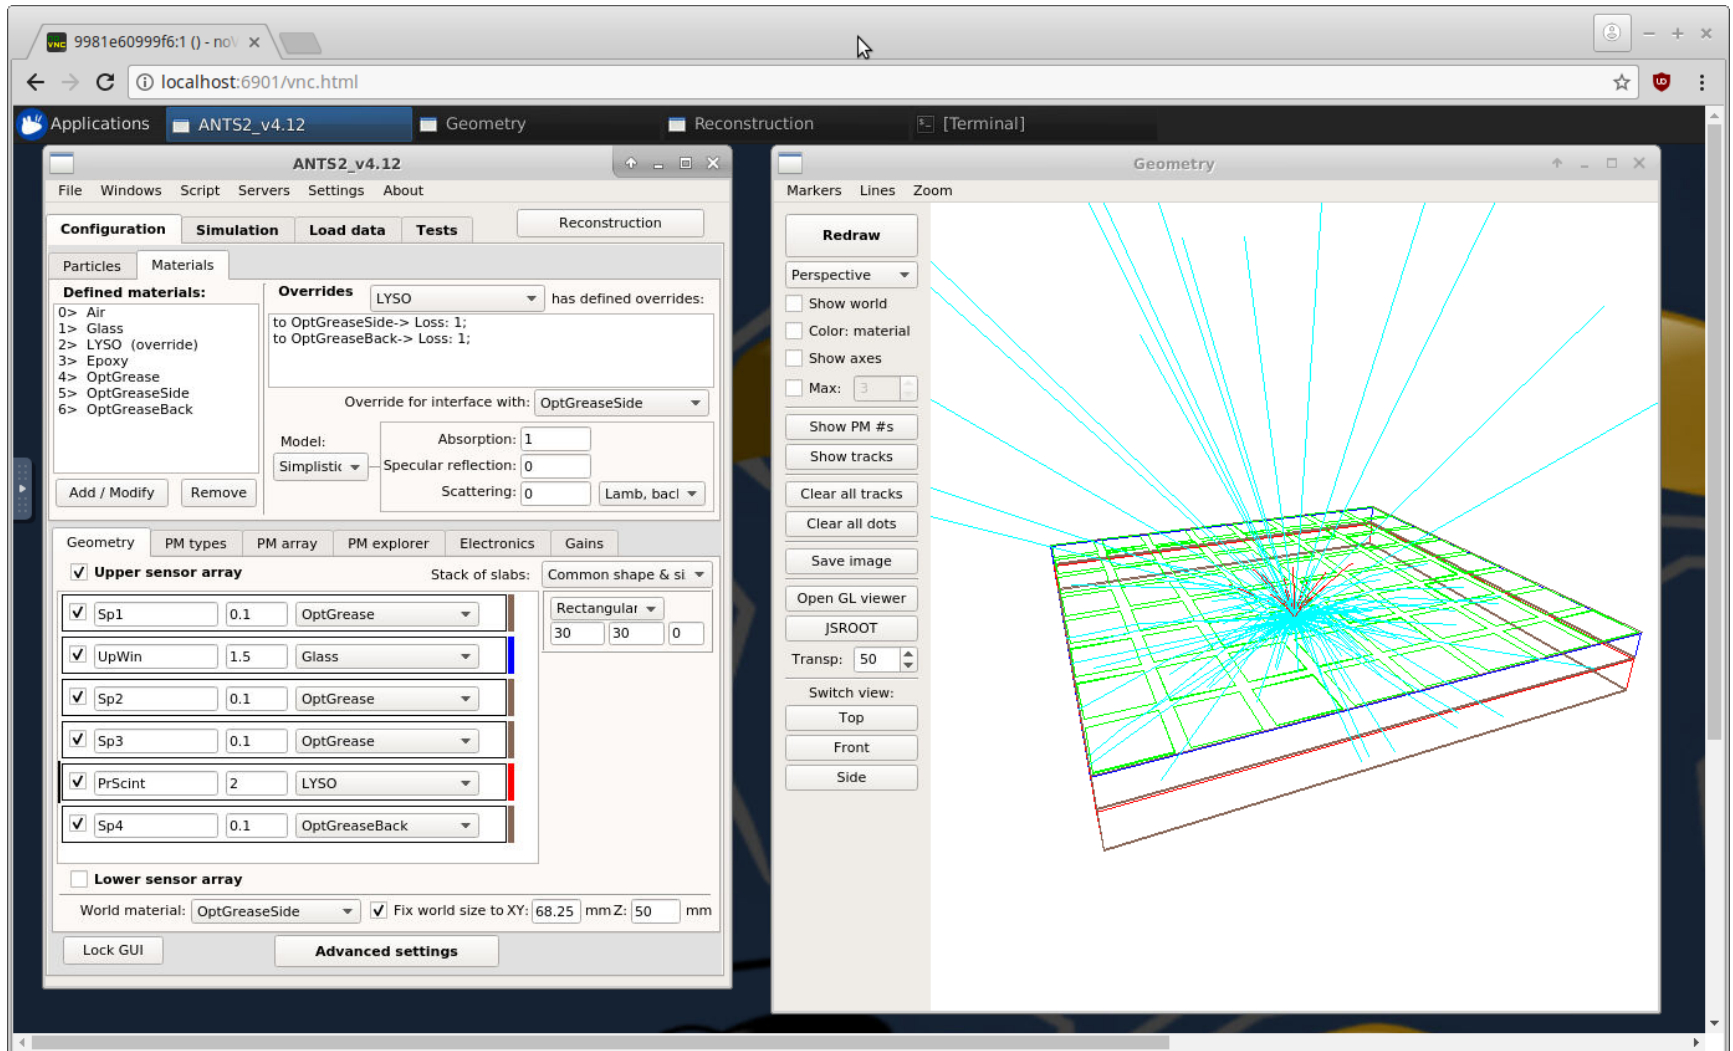 9981e60999f6:1 () - noV
localhost:6901/vnc.html
Applications
ANTS2_v4.12
Geometry
Reconstruction
[Terminal]
ANTS2_v4.12
File Windows Script Servers Settings About
Configuration Simulation Load data Tests
Reconstruction
Particles Materials
Defined materials:
0> Air
1> Glass
2> LYSO (override)
3> Epoxy
4> OptGrease
5> OptGreaseSide
6> OptGreaseBack
Add / Modify Remove
Overrides LYSO has defined overrides:
to OptGreaseSide-> Loss: 1;
to OptGreaseBack-> Loss: 1;
Override for interface with: OptGreaseSide
Model:
Simplistic
Absorption: 1
Specular reflection: 0
Scattering: 0 Lamb, bacl
Geometry PM types PM array PM explorer Electronics Gains
Upper sensor array Stack of slabs: Common shape & si
Sp1 0.1 OptGrease
UpWin 1.5 Glass
Sp2 0.1 OptGrease
Sp3 0.1 OptGrease
PrScint 2 LYSO
Sp4 0.1 OptGreaseBack
Rectangular
30 30 0
Lower sensor array
World material: OptGreaseSide Fix world size to XY: 68.25 mm Z: 50 mm
Lock GUI Advanced settings
Geometry
Markers Lines Zoom
Redraw
Perspective
Show world
Color: material
Show axes
Max: 3
Show PM #s
Show tracks
Clear all tracks
Clear all dots
Save image
Open GL viewer
JSROOT
Transp: 50
Switch view:
Top
Front
Side